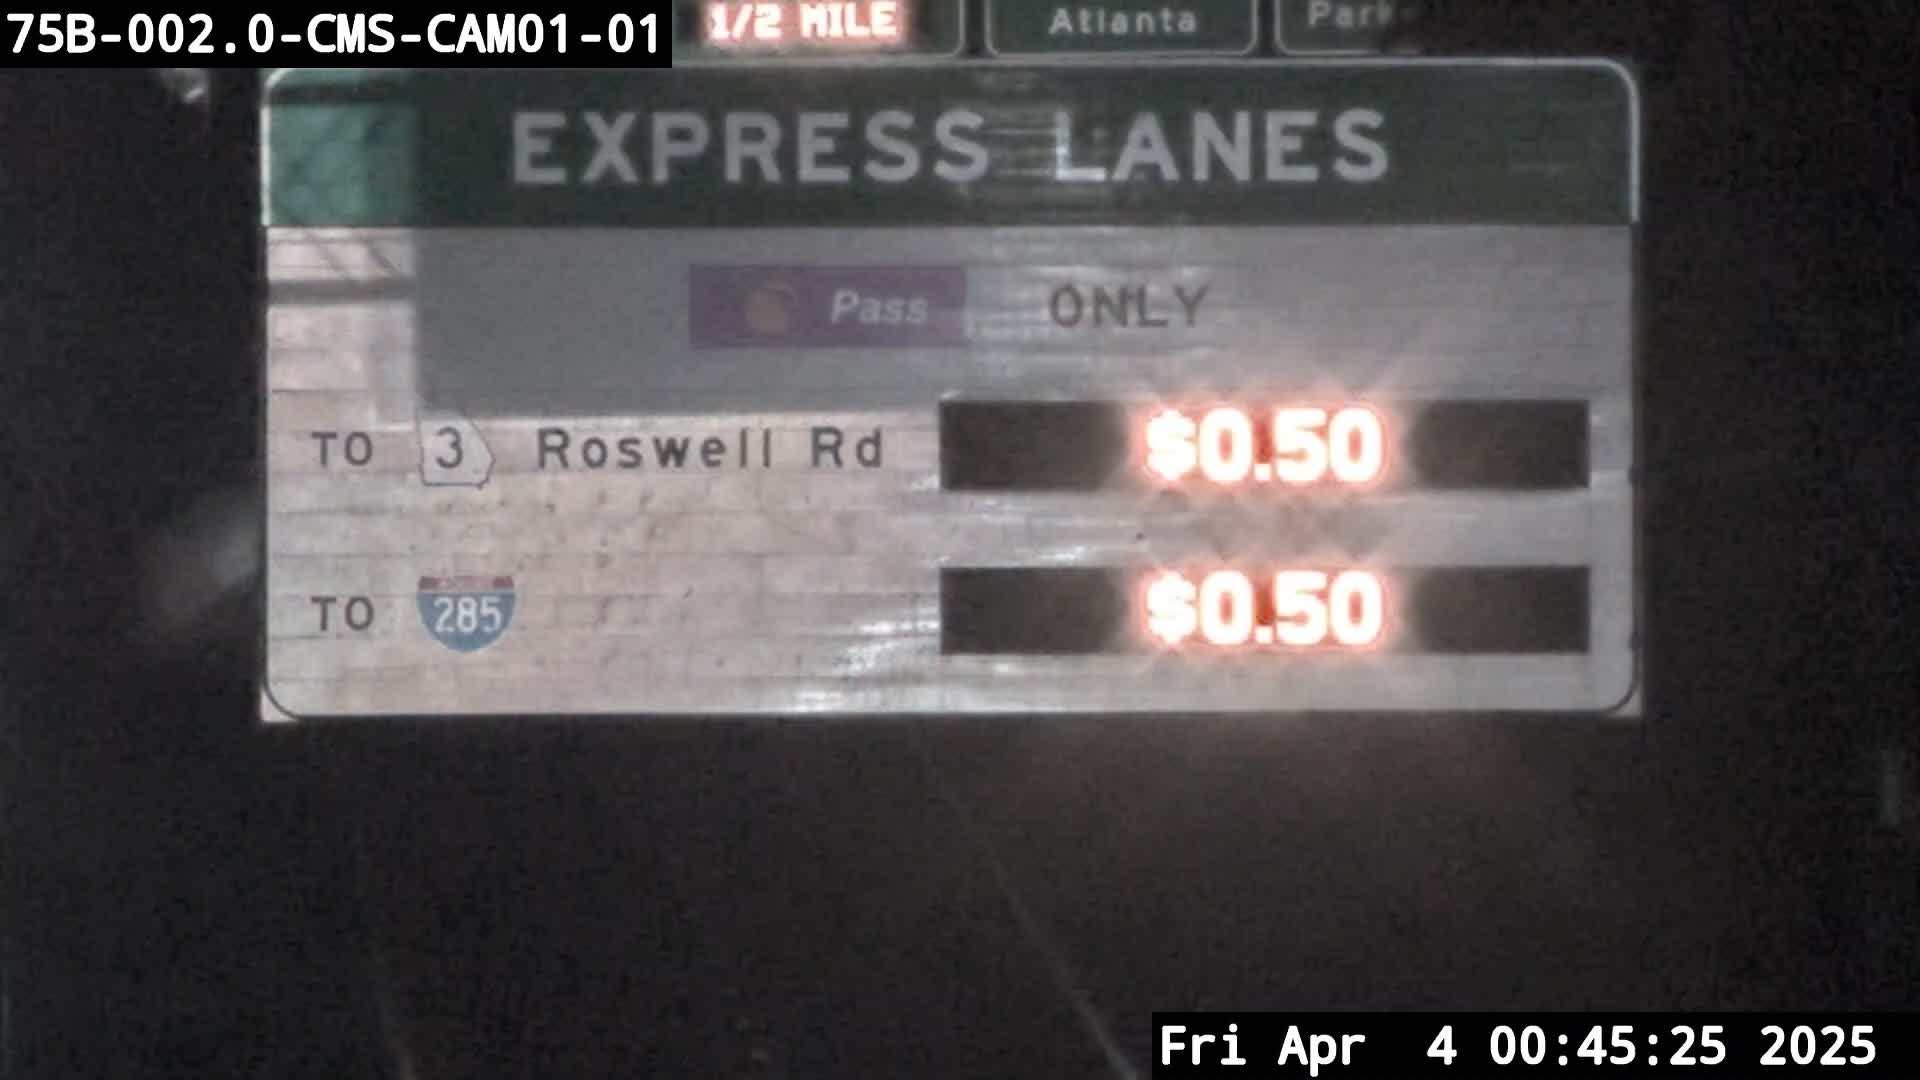 75B-002.0-CMS-CAM01-01
1/2 MILE
Atlanta
EXPRESS LANES
Pass ONLY
TO 3 Roswell Rd $0.50
TO 285 $0.50
Fri Apr 4 00:45:25 2025